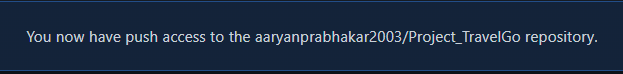 You now have push access to the aaryanprabhakar2003/Project_TravelGo repository.